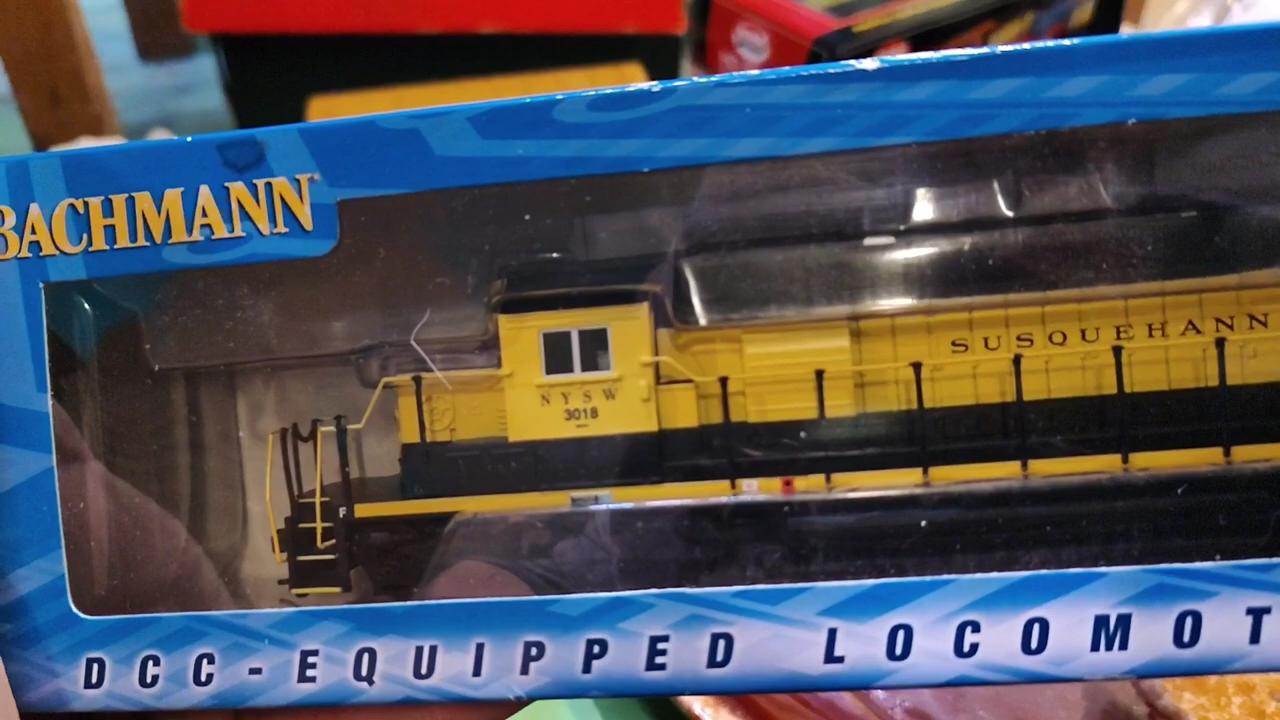 BACHMANN
SUSQUEHANN
NYSW
3018
F
DCC-EQUIPPED LOCOMOT